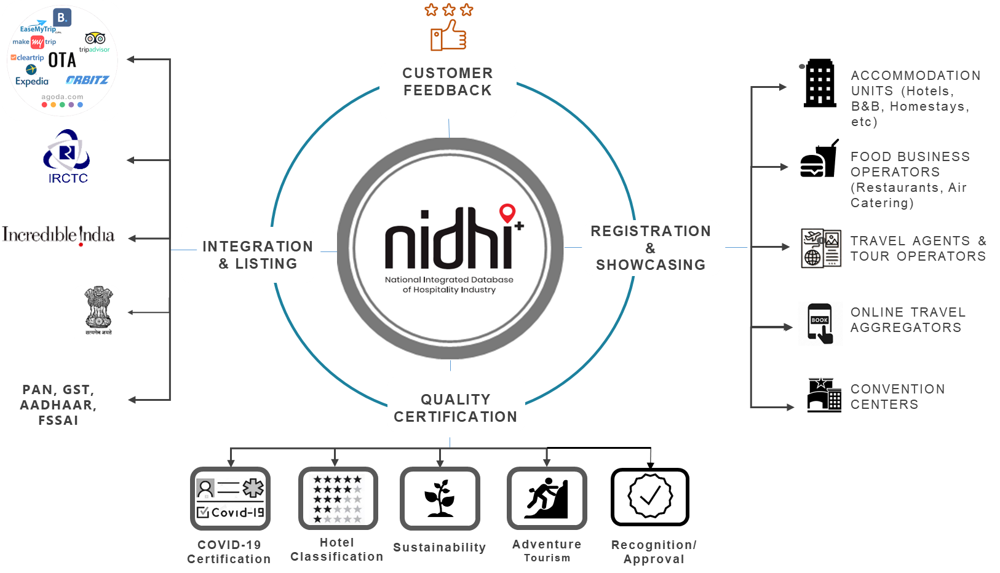 B.
EaseMyTrip
.com
make my trip
tripadvisor
cleartrip
OTA
Expedia
ORBITZ
agoda.com
IRCTC
Incredible !ndia
सत्यमेव जयते
PAN, GST,
AADHAAR,
FSSAI
INTEGRATION
& LISTING
CUSTOMER
FEEDBACK
nidhi+
National Integrated Database
of Hospitality Industry
REGISTRATION
&
SHOWCASING
QUALITY
CERTIFICATION
ACCOMMODATION
UNITS (Hotels,
B&B, Homestays,
etc)
FOOD BUSINESS
OPERATORS
(Restaurants, Air
Catering)
TRAVEL AGENTS &
TOUR OPERATORS
BOOK
ONLINE TRAVEL
AGGREGATORS
CONVENTION
CENTERS
Covid-19
COVID-19
Certification
Hotel
Classification
Sustainability
Adventure
Tourism
Recognition/
Approval